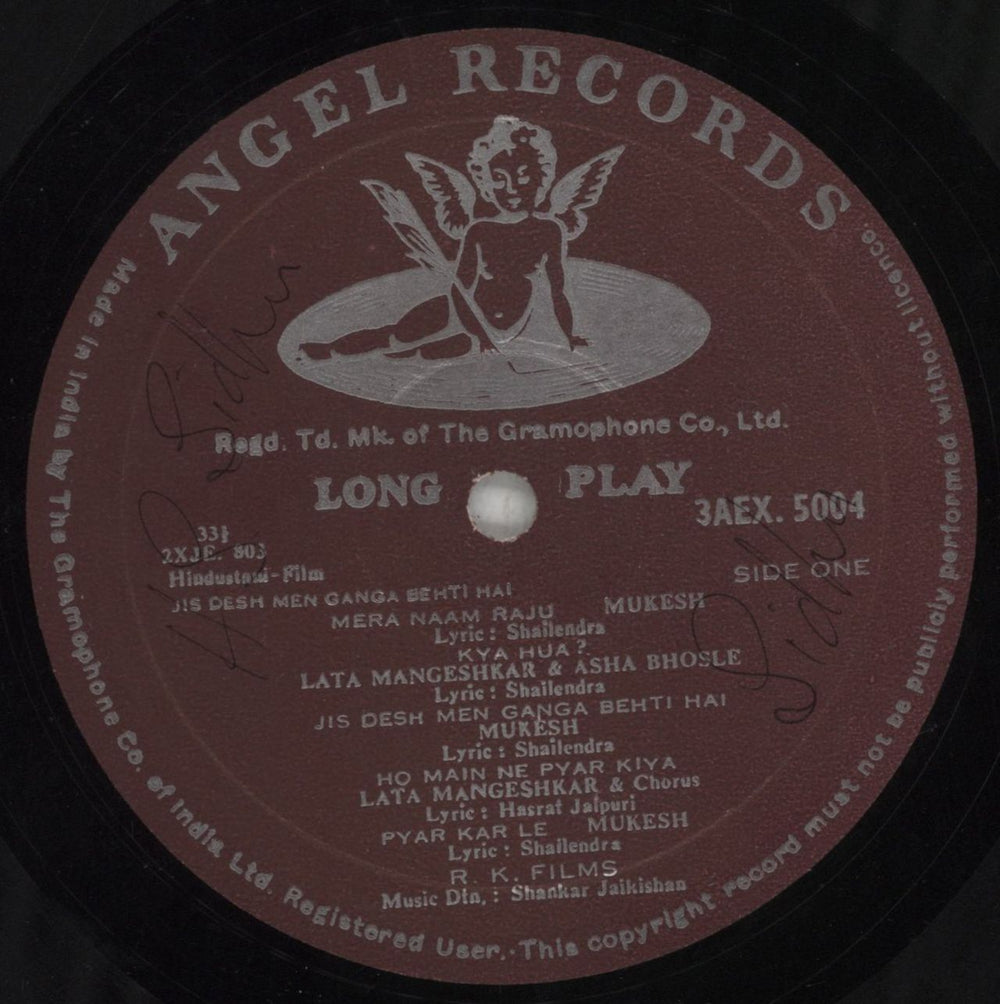 ANGEL RECORDS
Regd. Td. Mk. of The Gramophone Co., Ltd.
LONG PLAY
3AEX. 5004
33⅓
2XJE. 803
Hindustani-Film
SIDE ONE
JIS DESH MEN GANGA BEHTI HAI
MERA NAAM RAJU MUKESH
Lyric : Shailendra
KYA HUA?
LATA MANGESHKAR & ASHA BHOSLE
Lyric : Shailendra
JIS DESH MEN GANGA BEHTI HAI
MUKESH
Lyric : Shailendra
HO MAIN NE PYAR KIYA
LATA MANGESHKAR & Chorus
Lyric : Hasrat Jaipuri
PYAR KAR LE MUKESH
Lyric : Shailendra
R. K. FILMS
Music Dtn, : Shankar Jaikishan
Made in India by The Gramophone Co. of India Ltd. Registered User. · This copyright record must not be publicly performed without licence.
Sidhu
Sidhu